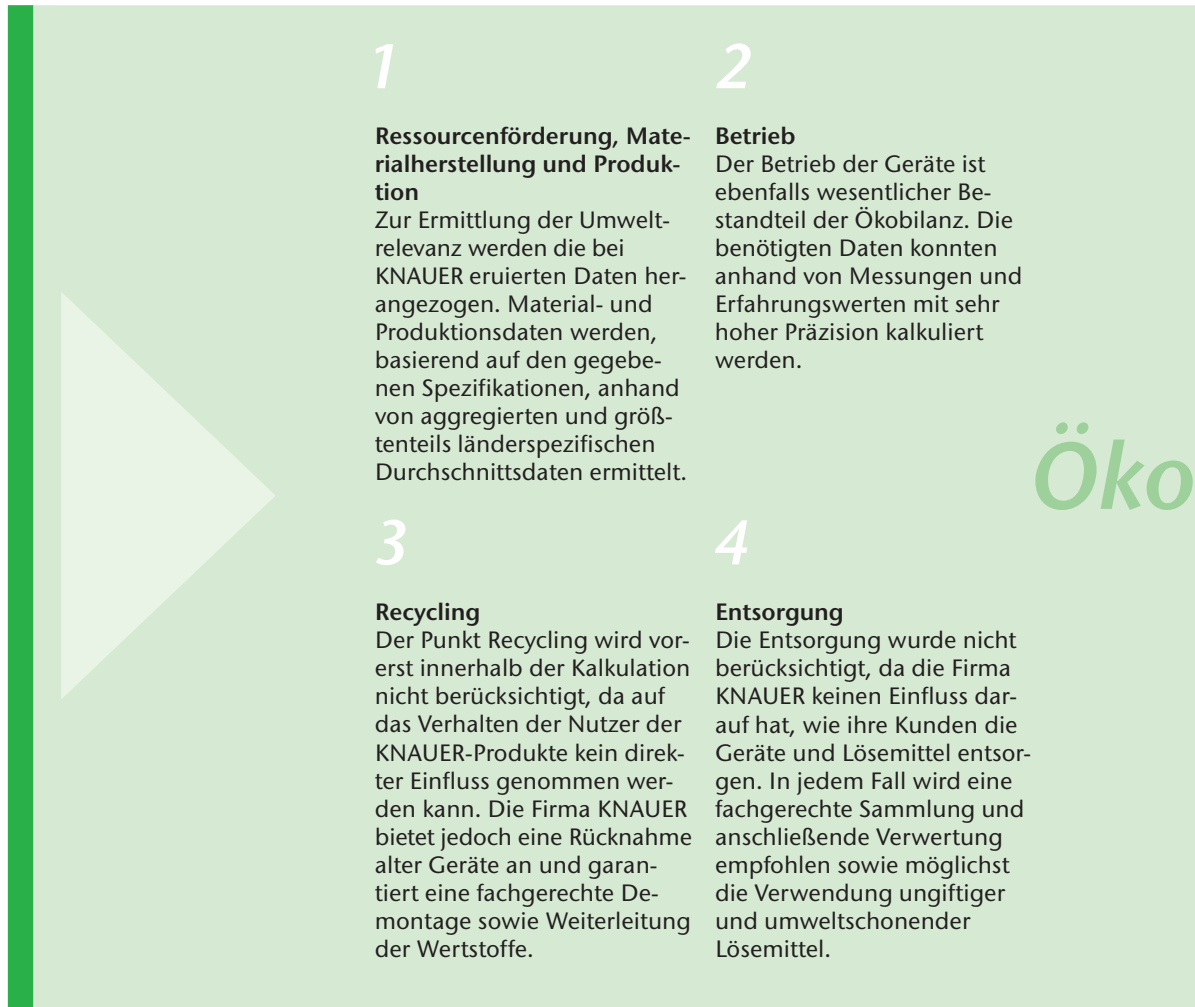 1
Ressourcenförderung, Mate-
rialherstellung und Produk-
tion
Zur Ermittlung der Umwelt-
relevanz werden die bei
KNAUER eruierten Daten her-
angezogen. Material- und
Produktionsdaten werden,
basierend auf den gegebe-
nen Spezifikationen, anhand
von aggregierten und größ-
tenteils länderspezifischen
Durchschnittsdaten ermittelt.
2
Betrieb
Der Betrieb der Geräte ist
ebenfalls wesentlicher Be-
standteil der Ökobilanz. Die
benötigten Daten konnten
anhand von Messungen und
Erfahrungswerten mit sehr
hoher Präzision kalkuliert
werden.
3
Recycling
Der Punkt Recycling wird vor-
erst innerhalb der Kalkulation
nicht berücksichtigt, da auf
das Verhalten der Nutzer der
KNAUER-Produkte kein direk-
ter Einfluss genommen wer-
den kann. Die Firma KNAUER
bietet jedoch eine Rücknahme
alter Geräte an und garan-
tiert eine fachgerechte De-
montage sowie Weiterleitung
der Wertstoffe.
4
Entsorgung
Die Entsorgung wurde nicht
berücksichtigt, da die Firma
KNAUER keinen Einfluss dar-
auf hat, wie ihre Kunden die
Geräte und Lösemittel entsor-
gen. In jedem Fall wird eine
fachgerechte Sammlung und
anschließende Verwertung
empfohlen sowie möglichst
die Verwendung ungiftiger
und umweltschonender
Lösemittel.
Öko